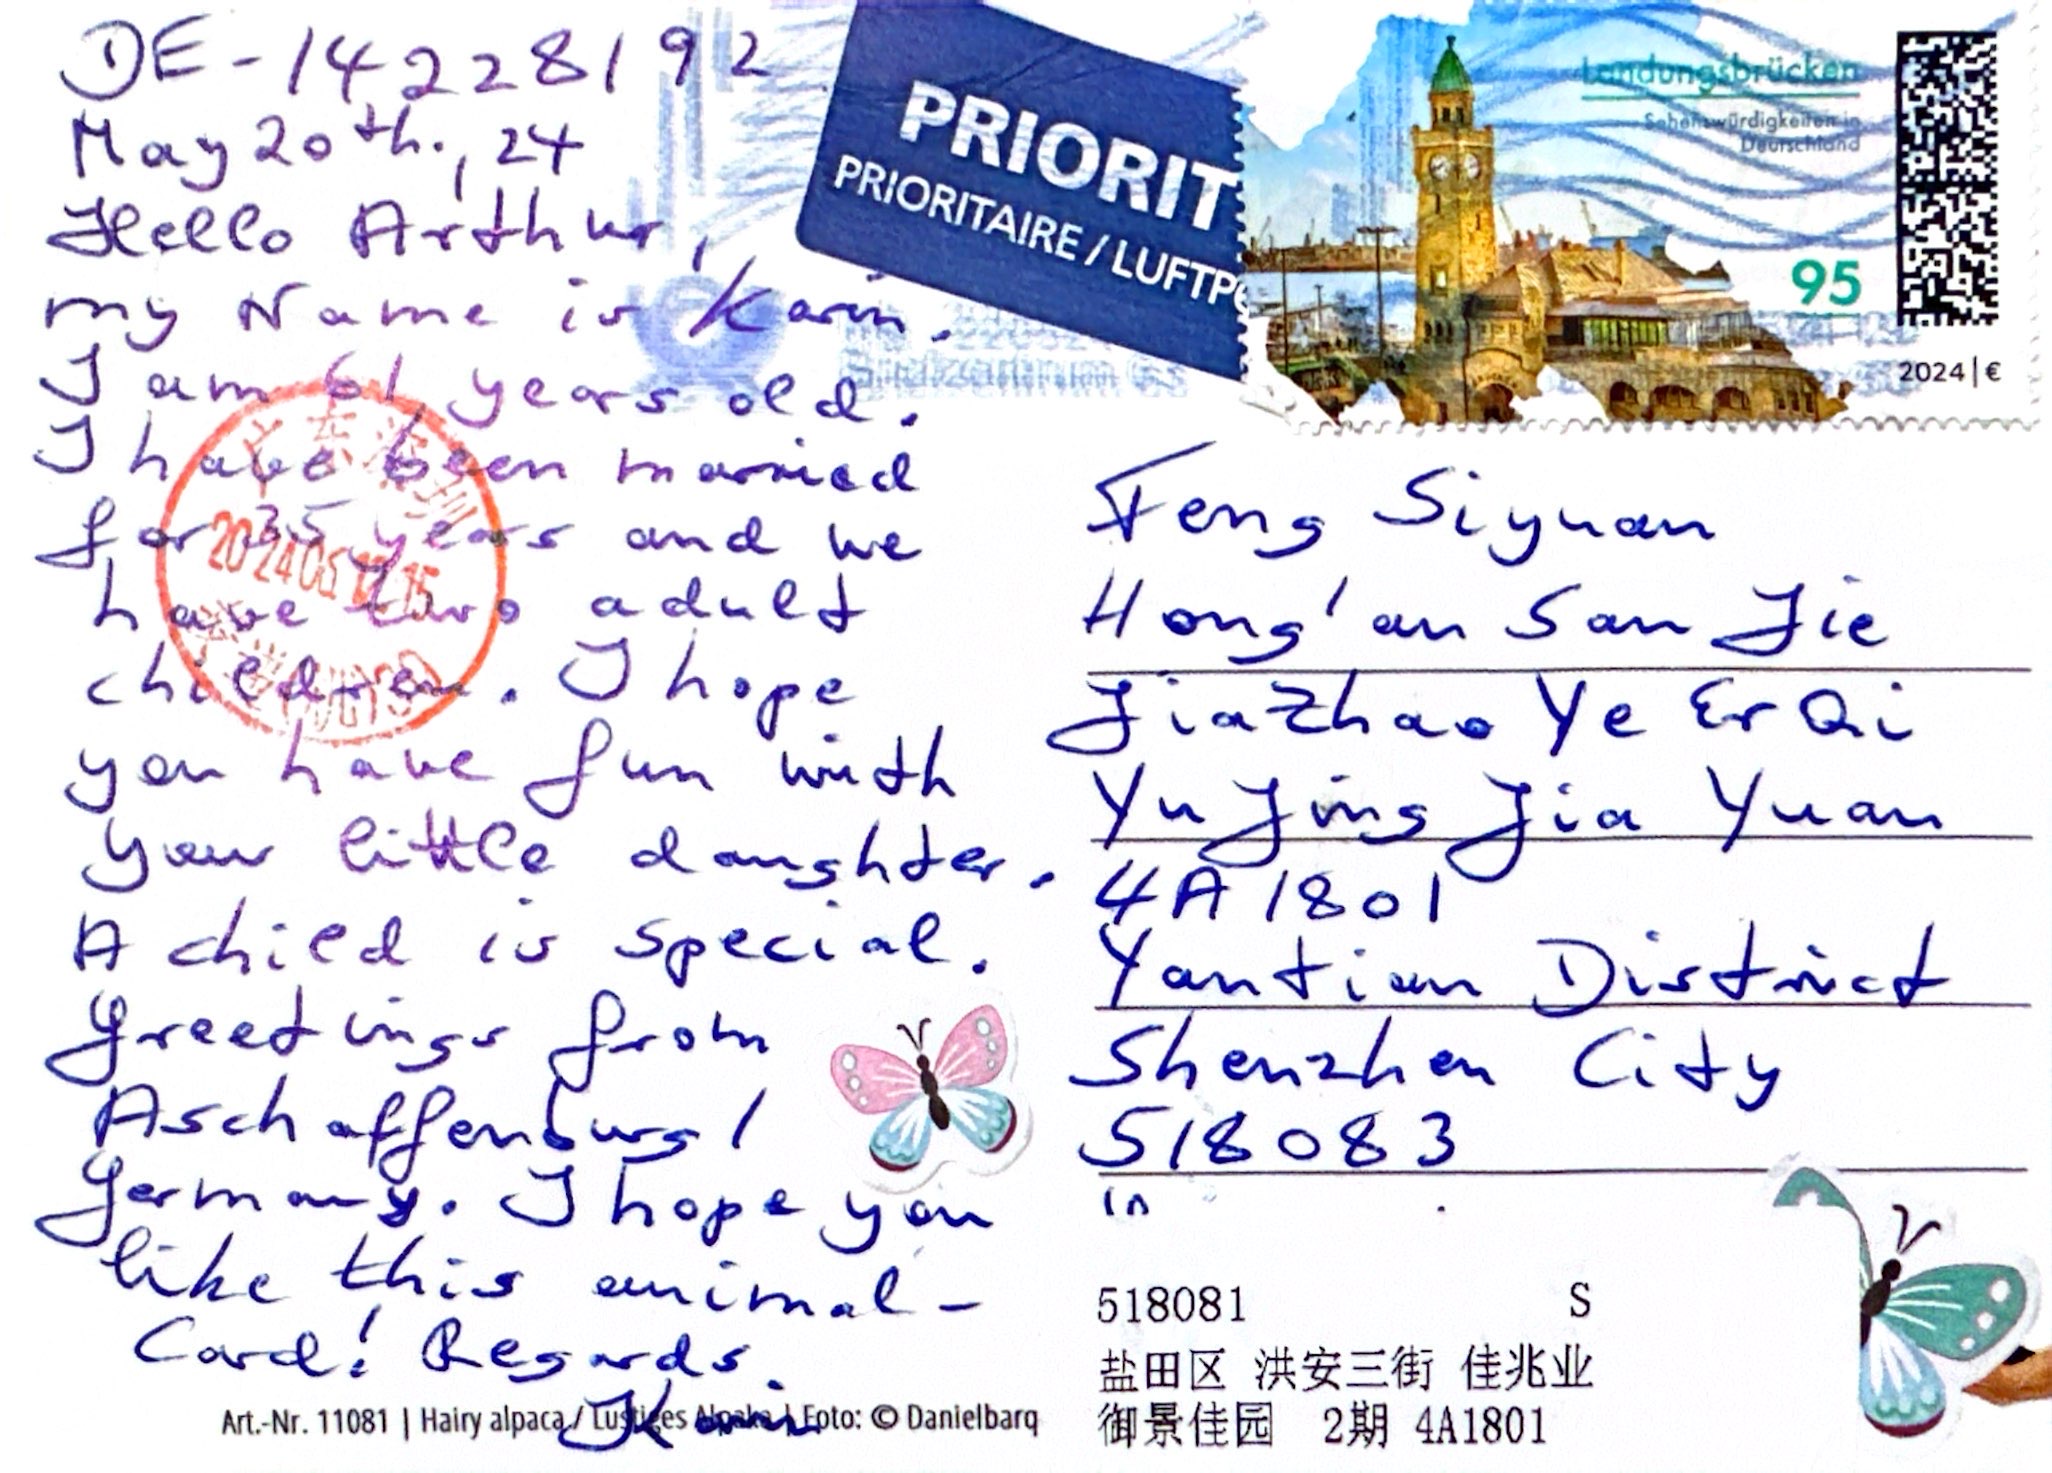 DE-14228192
May 20th., 24
Hello Arthur,
my Name is Karin.
I am 61 years old.
I have been married
for 35 years and we
have two adult
children. I hope
you have fun with
your little daughter.
A child is special.
Greetings from
Aschaffenburg/
Germany. I hope you
like this animal-
Card! Regards.
Karin
Art.-Nr. 11081 | Hairy alpaca / Lustiges Alpaka | Foto: © Danielbarq
PRIORIT
PRIORITAIRE / LUFTP
Landungsbrücken
Sehenswürdigkeiten in
Deutschland
95
2024 | €
Briefzentrum 63
Feng Siyuan
Hong'an San Jie
JiaZhao Ye Er Qi
Yu Jing Jia Yuan
4A1801
Yantian District
Shenzhen City
518083
518081 S
盐田区 洪安三街 佳兆业
御景佳园 2期 4A1801